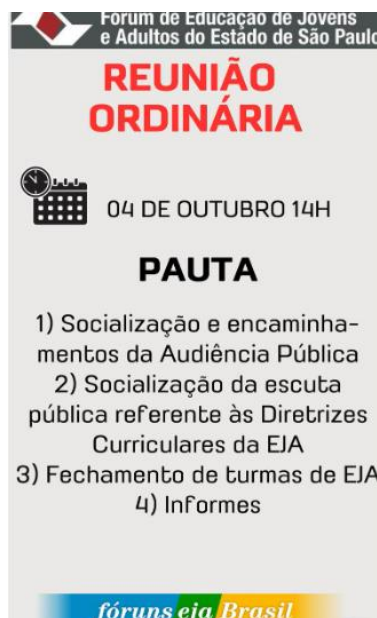 Fórum de Educação de Jovens
e Adultos do Estado de São Paulo
REUNIÃO
ORDINÁRIA
04 DE OUTUBRO 14H
PAUTA
1) Socialização e encaminha-
mentos da Audiência Pública
2) Socialização da escuta
pública referente às Diretrizes
Curriculares da EJA
3) Fechamento de turmas de EJA
4) Informes
fóruns eja Brasil